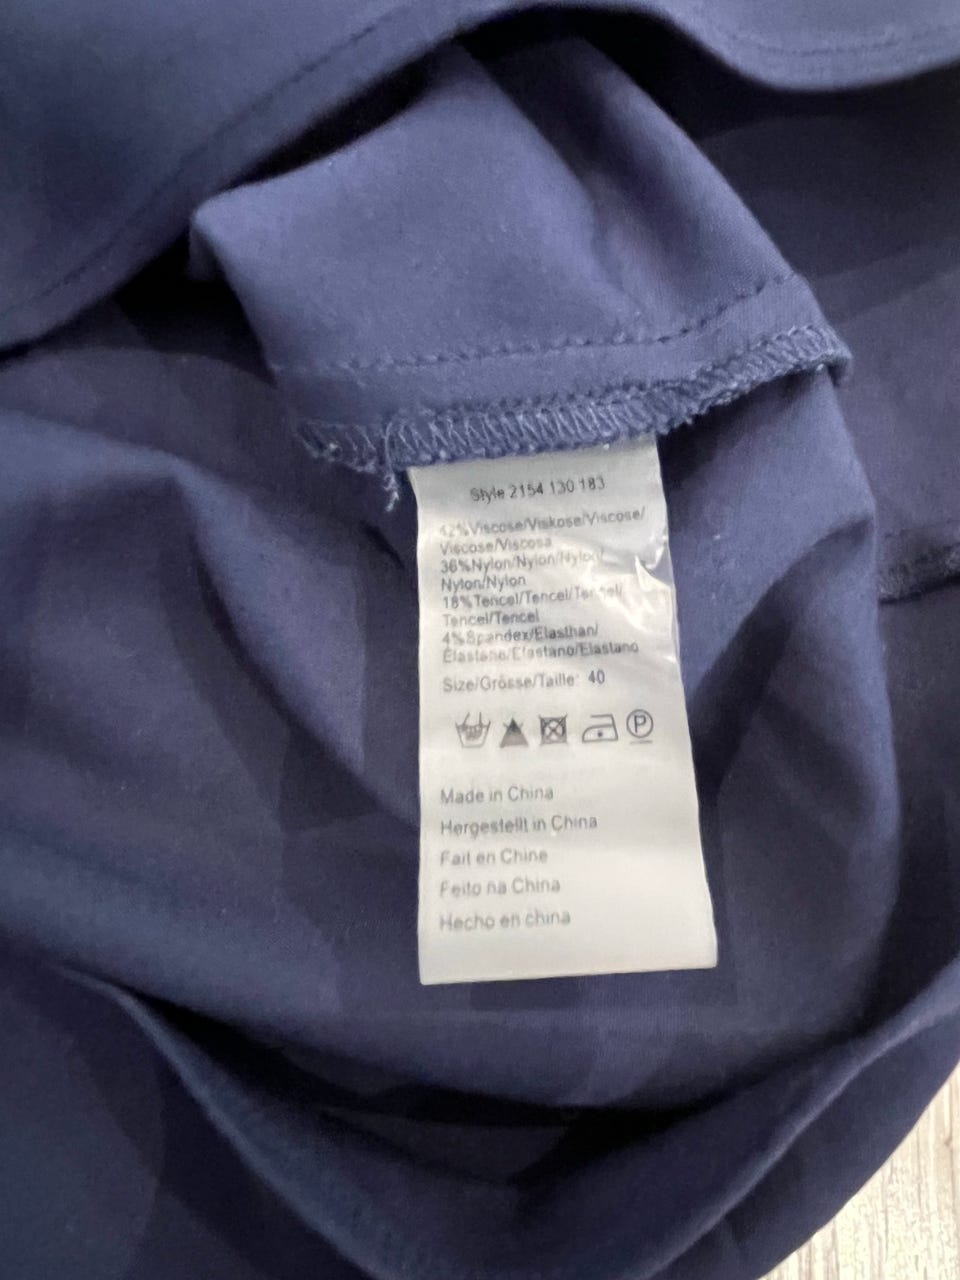 Style 2154 130 183
42%Viscose/Viskose/Viscose/
Viscose/Viscosa
36%Nylon/Nylon/Nylon/
Nylon/Nylon
18%Tencel/Tencel/Tencel/
Tencel/Tencel
4%Spandex/Elasthan/
Elastane/Elastano/Elastano
Size/Grösse/Taille: 40
P
Made in China
Hergestellt in China
Fait en Chine
Feito na China
Hecho en china